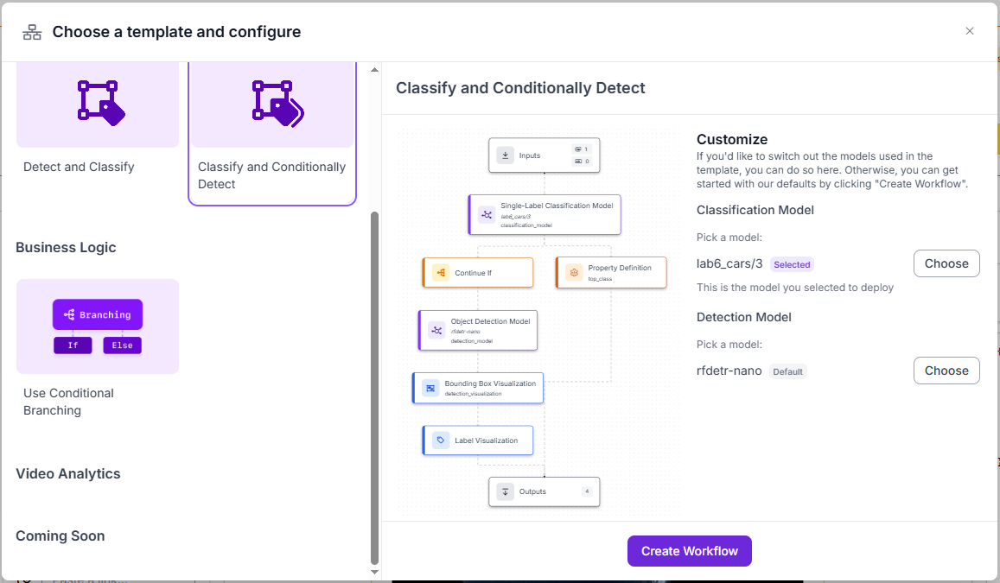 Choose a template and configure
Detect and Classify
Classify and Conditionally
Detect
Business Logic
Branching
If
Else
Use Conditional
Branching
Video Analytics
Coming Soon
Classify and Conditionally Detect
Inputs
1
0
Single-Label Classification Model
lab6_cars/3
classification_model
Continue If
Property Definition
top_class
Object Detection Model
rfdetr-nano
detection_model
Bounding Box Visualization
detection_visualization
Label Visualization
Outputs
4
Customize
If you'd like to switch out the models used in the
template, you can do so here. Otherwise, you can get
started with our defaults by clicking "Create Workflow".
Classification Model
Pick a model:
lab6_cars/3 Selected
Choose
This is the model you selected to deploy
Detection Model
Pick a model:
rfdetr-nano Default
Choose
Create Workflow